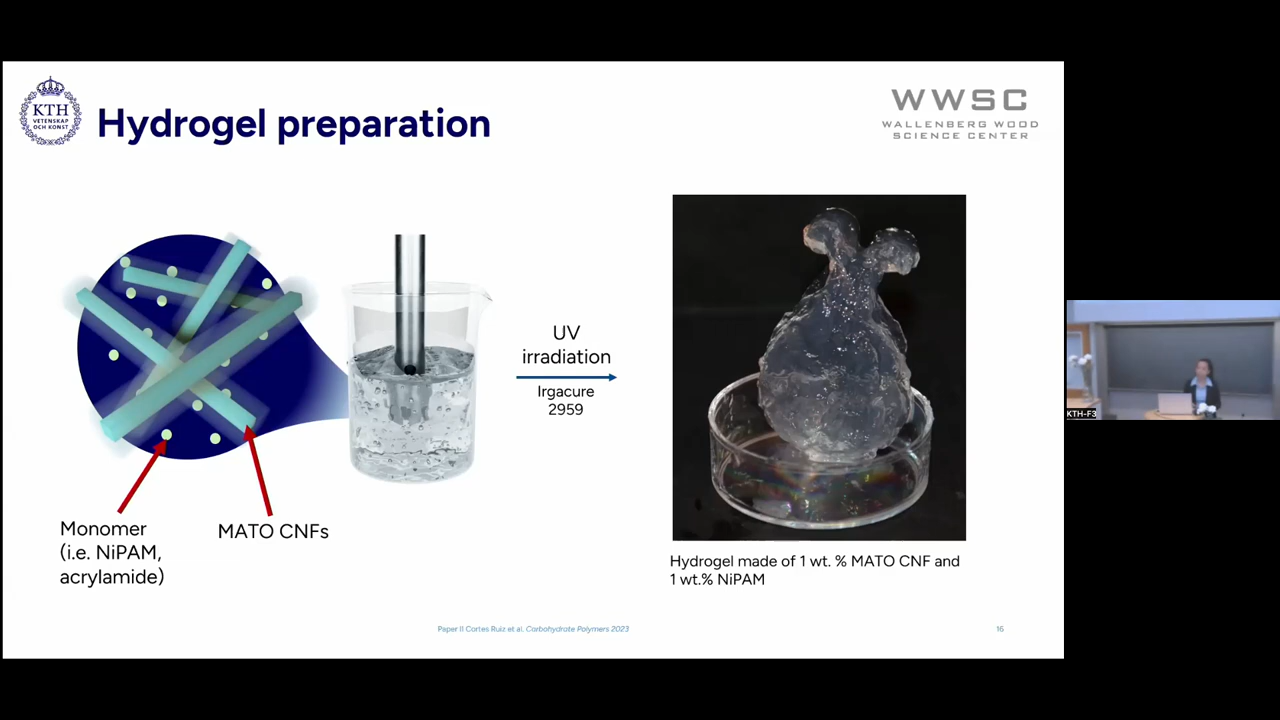 KTH
VETENSKAP
OCH KONST
Hydrogel preparation
WWSC
WALLENBERG WOOD
SCIENCE CENTER
UV
irradiation
Irgacure
2959
Monomer
(i.e. NiPAM,
acrylamide)
MATO CNFs
Hydrogel made of 1 wt. % MATO CNF and
1 wt.% NiPAM
Paper II Cortes Ruiz et al. Carbohydrate Polymers 2023
16
KTH-F3